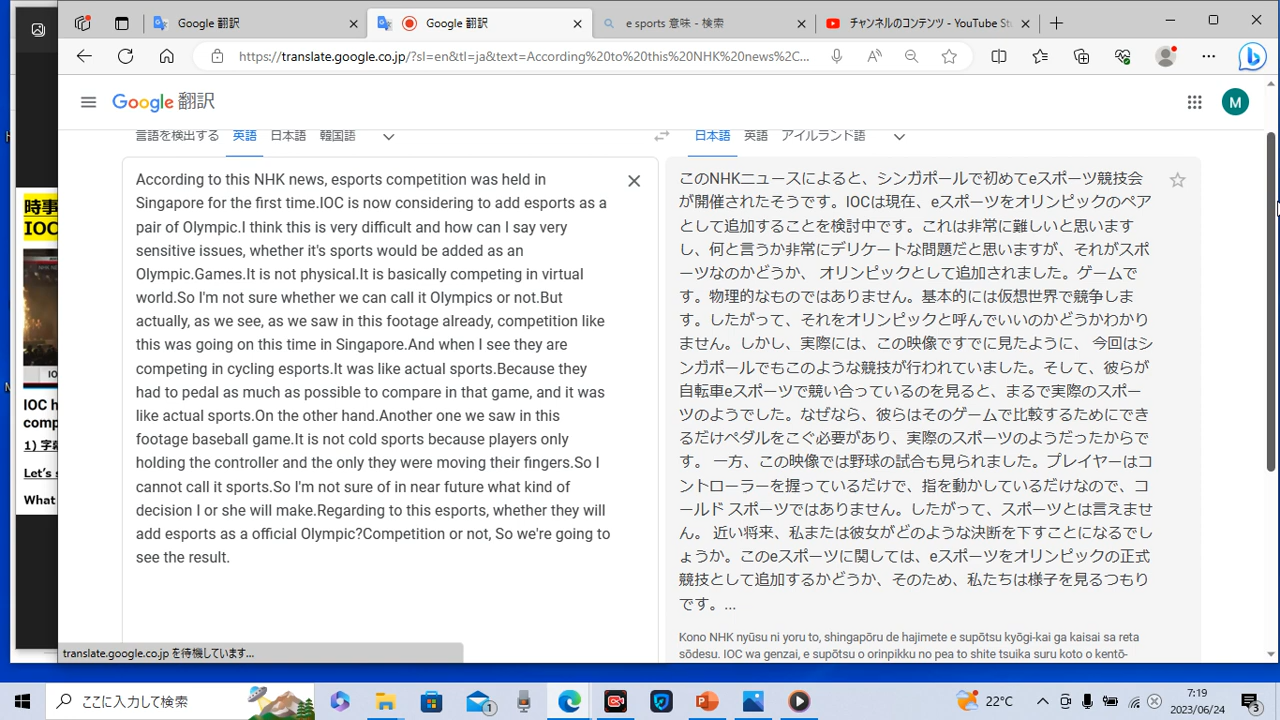 Google 翻訳
Google 翻訳
e sports 意味 - 検索
チャンネルのコンテンツ - YouTube Stu
https://translate.google.co.jp/?sl=en&tl=ja&text=According%20to%20this%20NHK%20news%2C...
Google 翻訳
M
言語を検出する 英語 日本語 韓国語
日本語 英語 アイルランド語
According to this NHK news, esports competition was held in
Singapore for the first time.IOC is now considering to add esports as a
pair of Olympic.I think this is very difficult and how can I say very
sensitive issues, whether it's sports would be added as an
Olympic.Games.It is not physical.It is basically competing in virtual
world.So I'm not sure whether we can call it Olympics or not.But
actually, as we see, as we saw in this footage already, competition like
this was going on this time in Singapore.And when I see they are
competing in cycling esports.It was like actual sports.Because they
had to pedal as much as possible to compare in that game, and it was
like actual sports.On the other hand.Another one we saw in this
footage baseball game.It is not cold sports because players only
holding the controller and the only they were moving their fingers.So I
cannot call it sports.So I'm not sure of in near future what kind of
decision I or she will make.Regarding to this esports, whether they will
add esports as a official Olympic?Competition or not, So we're going to
see the result.
このNHKニュースによると、シンガポールで初めてeスポーツ競技会
が開催されたそうです。IOCは現在、eスポーツをオリンピックのペア
として追加することを検討中です。これは非常に難しいと思います
し、何と言うか非常にデリケートな問題だと思いますが、それがスポ
ーツなのかどうか、 オリンピックとして追加されました。ゲームで
す。物理的なものではありません。基本的には仮想世界で競争しま
す。したがって、それをオリンピックと呼んでいいのかどうかわかり
ません。しかし、実際には、この映像ですでに見たように、 今回はシ
ンガポールでもこのような競技が行われていました。そして、彼らが
自転車eスポーツで競い合っているのを見ると、まるで実際のスポー
ツのようでした。なぜなら、彼らはそのゲームで比較するためにでき
るだけペダルをこぐ必要があり、実際のスポーツのようだったからで
す。 一方、この映像では野球の試合も見られました。プレイヤーはコ
ントローラーを握っているだけで、指を動かしているだけなので、コ
ールド スポーツではありません。したがって、スポーツとは言えませ
ん。 近い将来、私または彼女がどのような決断を下すことになるでし
ょうか。このeスポーツに関しては、eスポーツをオリンピックの正式
競技として追加するかどうか、そのため、私たちは様子を見るつもり
です。...
Kono NHK nyūsu ni yoru to, shingapōru de hajimete e supōtsu kyōgi-kai ga kaisai sa reta
sōdesu. IOC wa genzai, e supōtsu o orinpikku no pea to shite tsuika suru koto o kentō-
時事
IOC
IOC h
comp
1) 字幕
Let's s
What
translate.google.co.jp を待機しています...
ここに入力して検索
1
22°C
7:19
2023/06/24
3